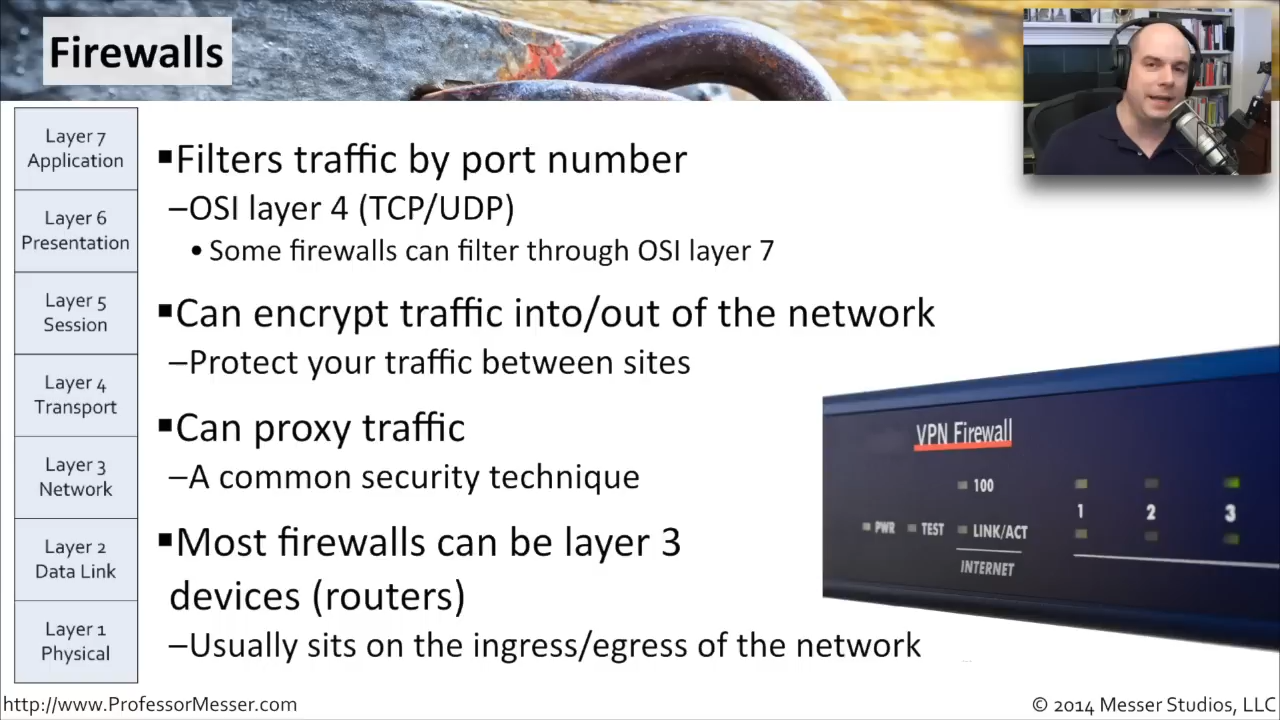 Firewalls
Layer 7
Application
Layer 6
Presentation
Layer 5
Session
Layer 4
Transport
Layer 3
Network
Layer 2
Data Link
Layer 1
Physical
▪Filters traffic by port number
–OSI layer 4 (TCP/UDP)
• Some firewalls can filter through OSI layer 7
▪Can encrypt traffic into/out of the network
–Protect your traffic between sites
▪Can proxy traffic
–A common security technique
▪Most firewalls can be layer 3
devices (routers)
–Usually sits on the ingress/egress of the network
VPN Firewall
100
1 2 3
PWR TEST LINK/ACT
INTERNET
http://www.ProfessorMesser.com
© 2014 Messer Studios, LLC